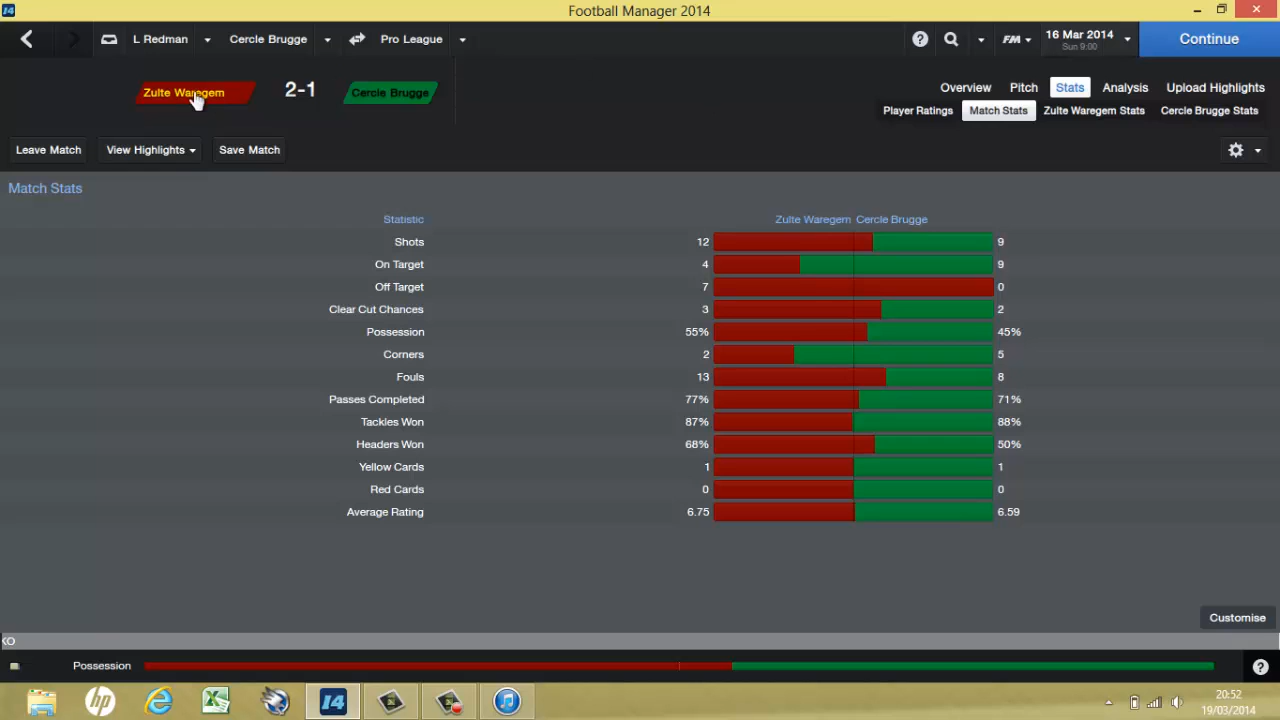 Football Manager 2014
L Redman Cercle Brugge Pro League 16 Mar 2014 Sun 9:00 FM Continue
Zulte Waregem 2-1 Cercle Brugge
Overview Pitch Stats Analysis Upload Highlights
Player Ratings Match Stats Zulte Waregem Stats Cercle Brugge Stats
Leave Match View Highlights Save Match
Match Stats
Statistic Zulte Waregem Cercle Brugge
Shots 12 9
On Target 4 9
Off Target 7 0
Clear Cut Chances 3 2
Possession 55% 45%
Corners 2 5
Fouls 13 8
Passes Completed 77% 71%
Tackles Won 87% 88%
Headers Won 68% 50%
Yellow Cards 1 1
Red Cards 0 0
Average Rating 6.75 6.59
Customise
KO
Possession
20:52
19/03/2014